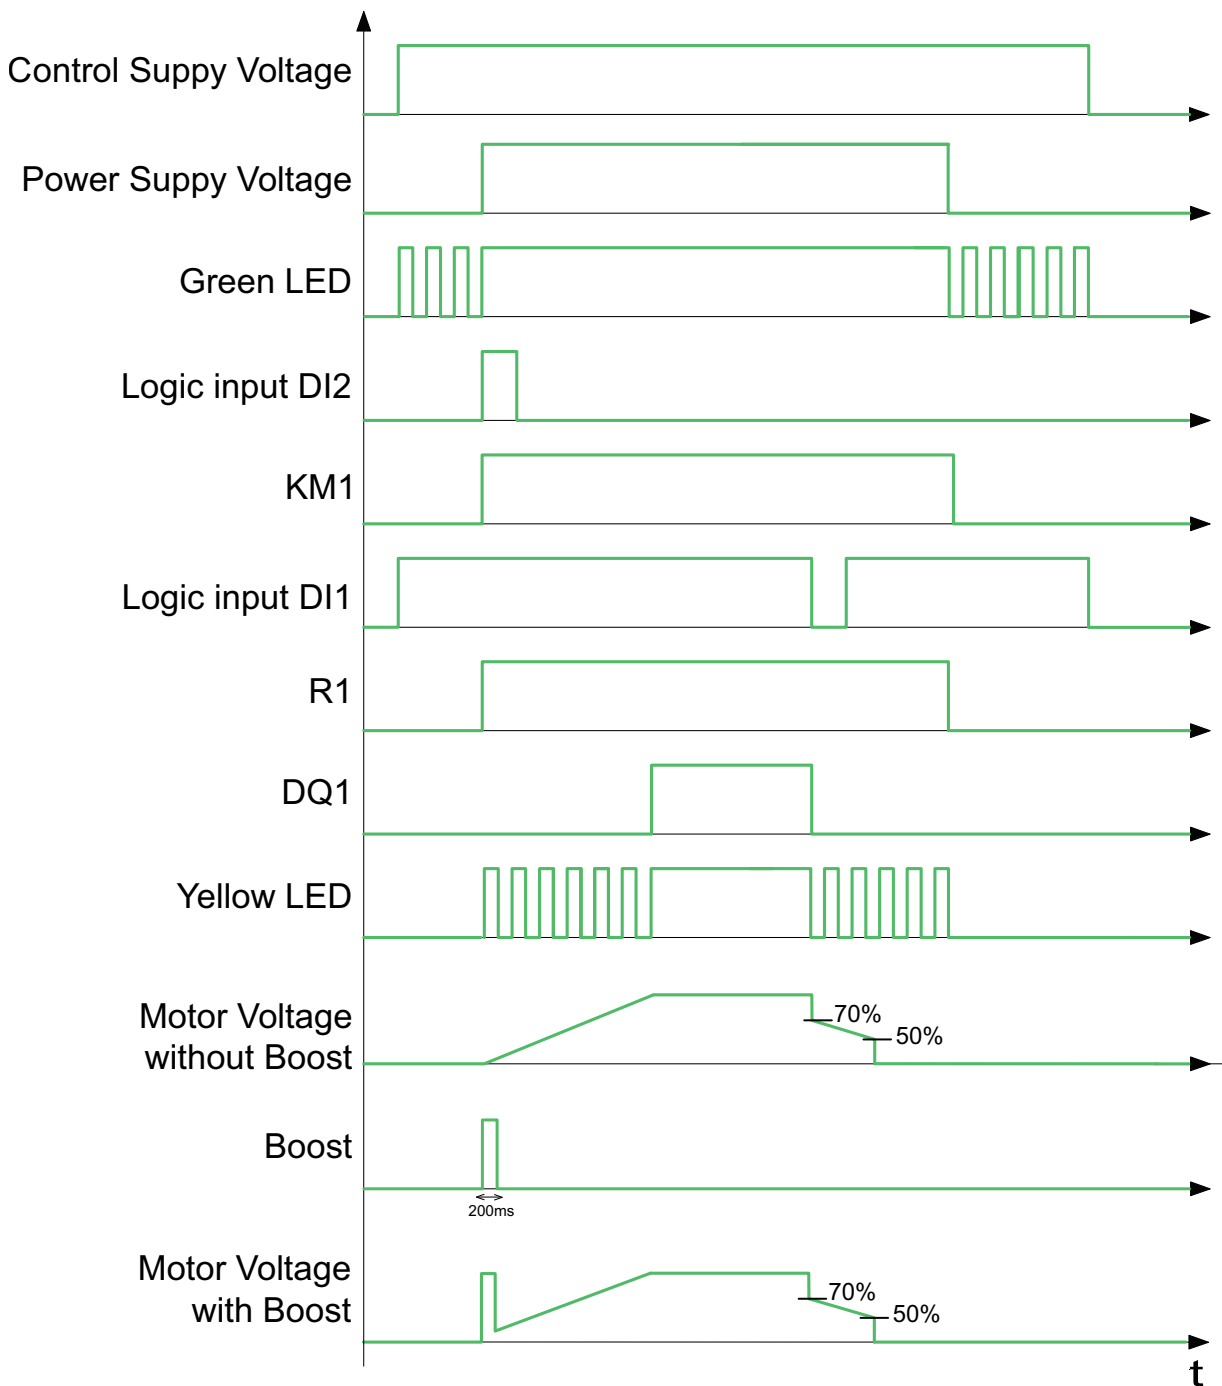 Control Suppy Voltage
Power Suppy Voltage
Green LED
Logic input DI2
KM1
Logic input DI1
R1
DQ1
Yellow LED
Motor Voltage
without Boost
70%
50%
Boost
200ms
Motor Voltage
with Boost
70%
50%
t